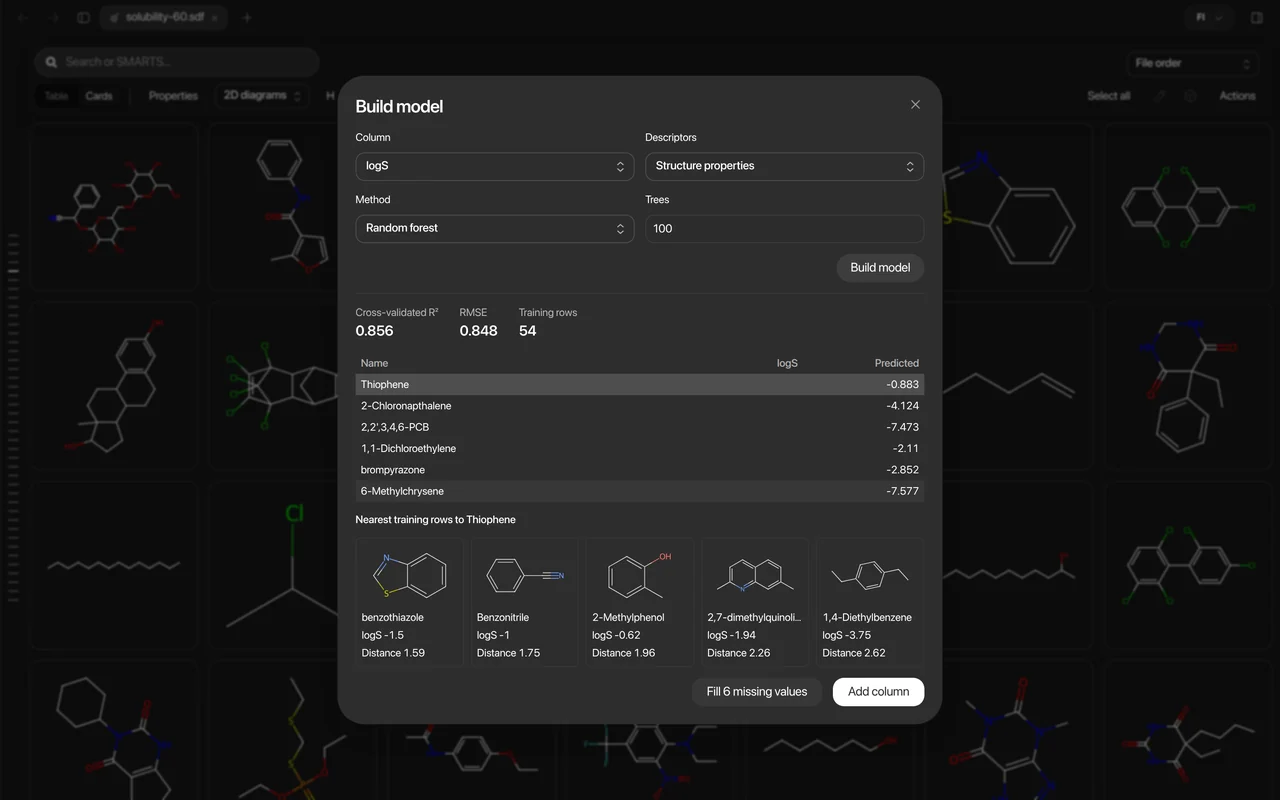 solubility-60.sdf
FI
Search or SMARTS...
File order
Table Cards Properties 2D diagrams H Select all Actions
Build model
Column Descriptors
logS Structure properties
Method Trees
Random forest 100
Build model
Cross-validated R² RMSE Training rows
0.856 0.848 54
Name logS Predicted
Thiophene -0.883
2-Chloronapthalene -4.124
2,2',3,4,6-PCB -7.473
1,1-Dichloroethylene -2.11
brompyrazone -2.852
6-Methylchrysene -7.577
Nearest training rows to Thiophene
N S OH N N
benzothiazole Benzonitrile 2-Methylphenol 2,7-dimethylquinoli... 1,4-Diethylbenzene
logS -1.5 logS -1 logS -0.62 logS -1.94 logS -3.75
Distance 1.59 Distance 1.75 Distance 1.96 Distance 2.26 Distance 2.62
Cl
Fill 6 missing values Add column